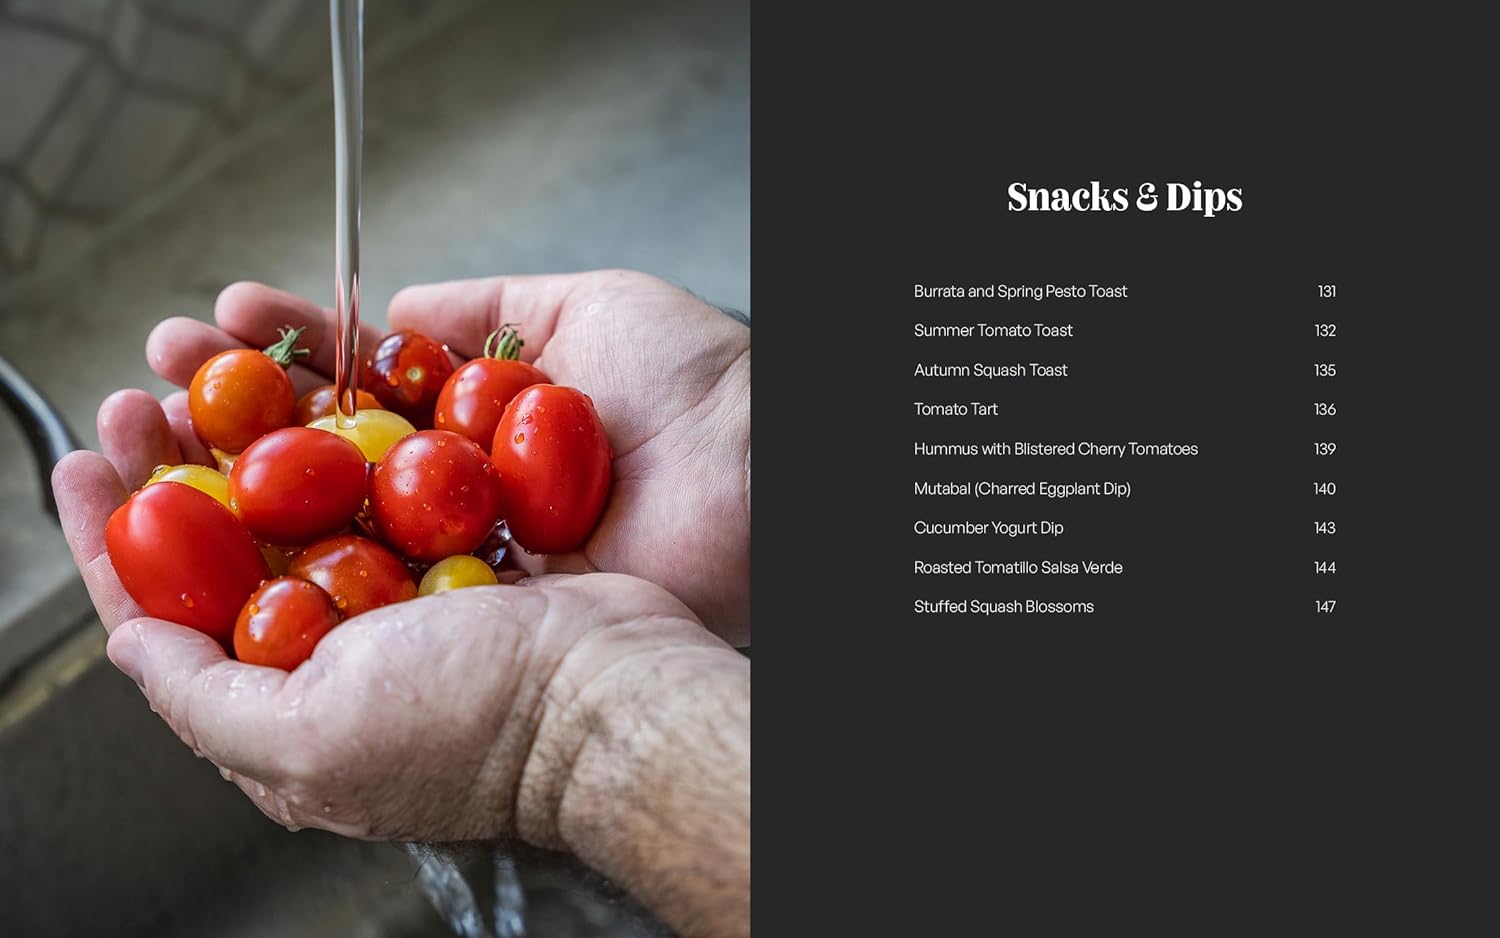 Snacks & Dips
Burrata and Spring Pesto Toast 131
Summer Tomato Toast 132
Autumn Squash Toast 135
Tomato Tart 136
Hummus with Blistered Cherry Tomatoes 139
Mutabal (Charred Eggplant Dip) 140
Cucumber Yogurt Dip 143
Roasted Tomatillo Salsa Verde 144
Stuffed Squash Blossoms 147